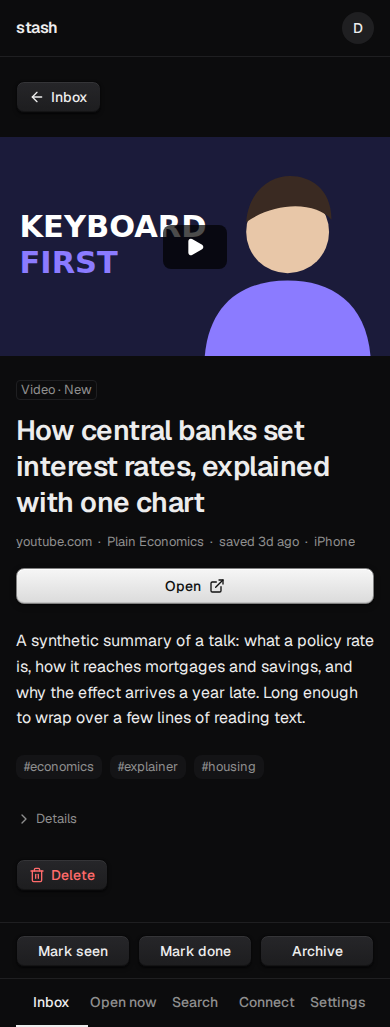 stash
D
Inbox
KEYBOARD
FIRST
Video · New
How central banks set
interest rates, explained
with one chart
youtube.com · Plain Economics · saved 3d ago · iPhone
Open
A synthetic summary of a talk: what a policy rate
is, how it reaches mortgages and savings, and
why the effect arrives a year late. Long enough
to wrap over a few lines of reading text.
#economics #explainer #housing
Details
Delete
Mark seen Mark done Archive
Inbox Open now Search Connect Settings